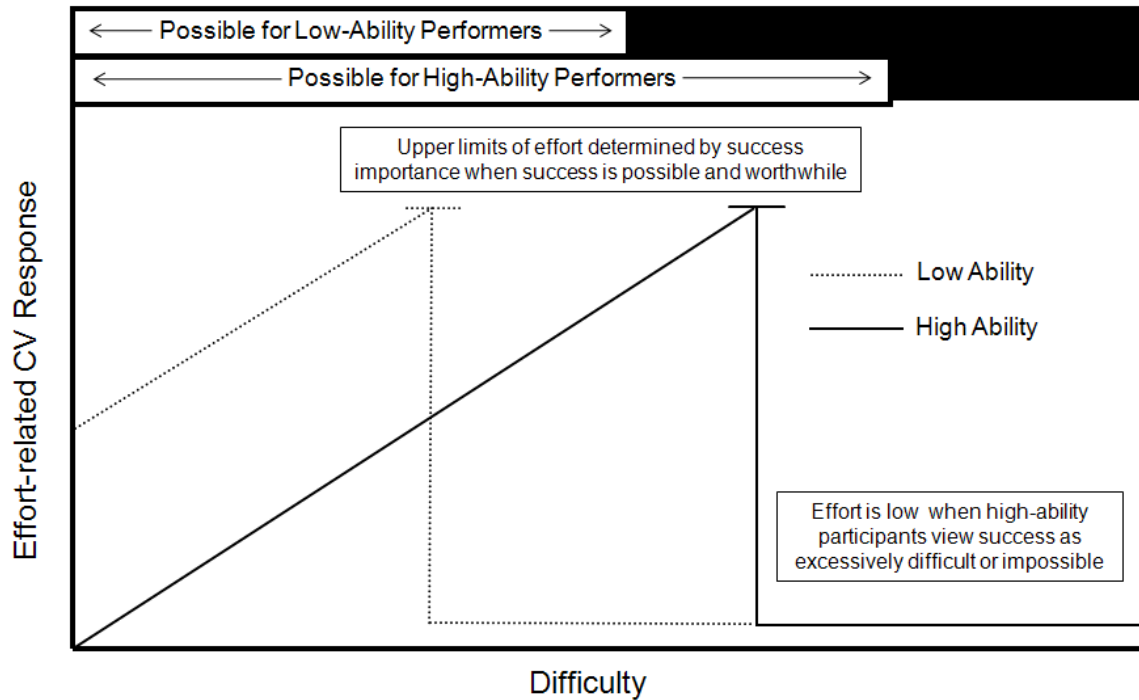 Possible for Low-Ability Performers
Possible for High-Ability Performers
Upper limits of effort determined by success
importance when success is possible and worthwhile
Effort-related CV Response
Low Ability
High Ability
Effort is low when high-ability
participants view success as
excessively difficult or impossible
Difficulty